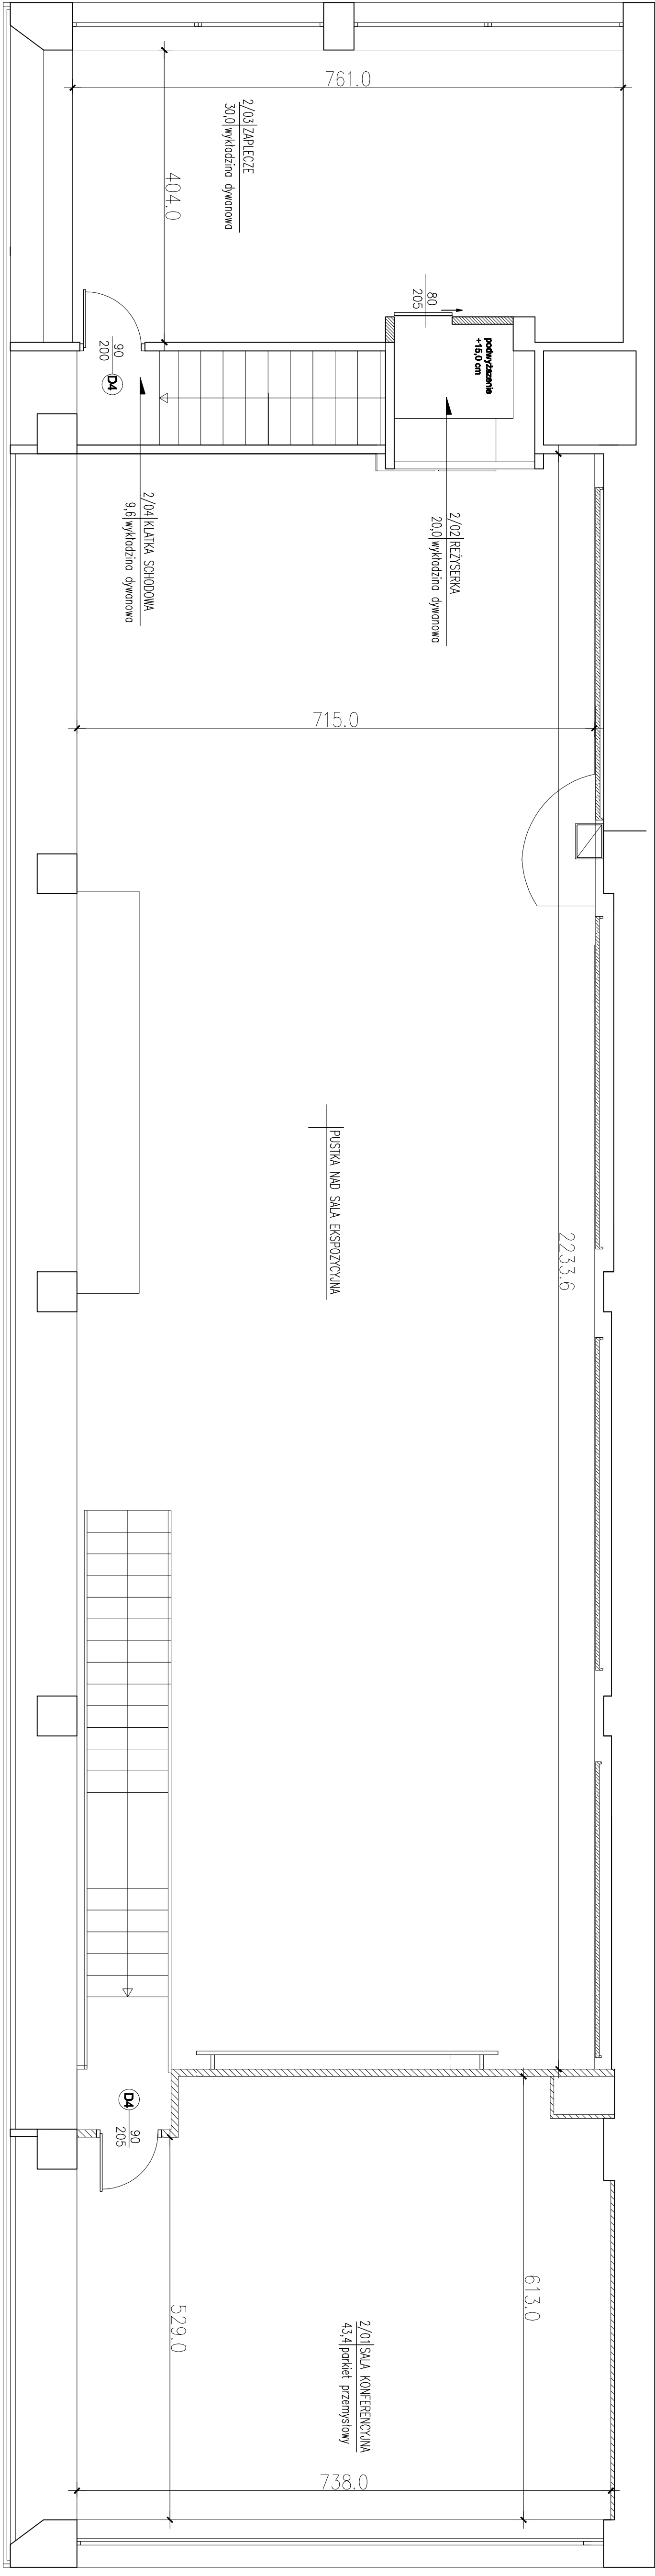 761.0
2/03 ZAPLECZE
30,0 wykładzina dywanowa
404.0
80
205
podwyższenie
+15,0 cm
90
200
D4
2/04 KLATKA SCHODOWA
9,6 wykładzina dywanowa
2/02 REŻYSERKA
20,0 wykładzina dywanowa
715.0
PUSTKA NAD SALA EKSPOZYCYJNA
2233.6
D4
90
205
613.0
529.0
2/01 SALA KONFERENCYJNA
43,4 parkiet przemysłowy
738.0